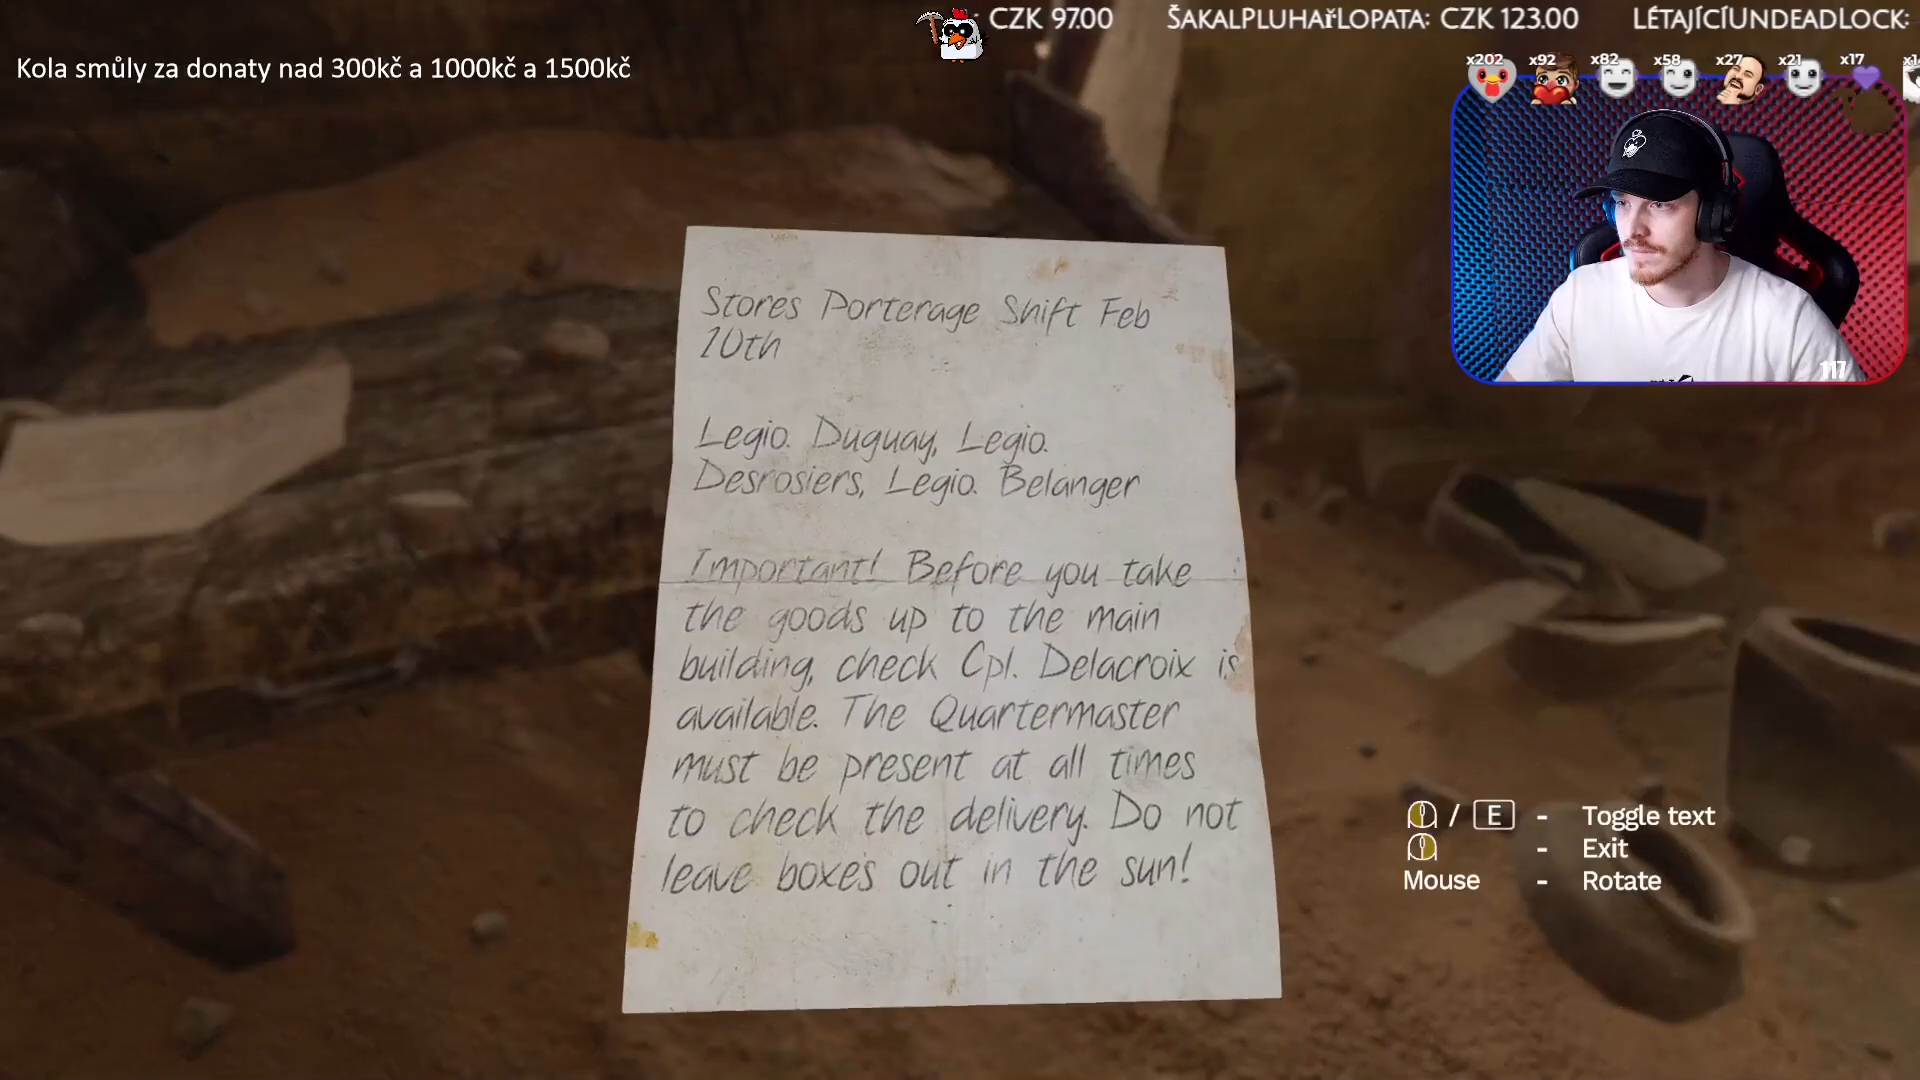 CZK 97.00 ŠAKALPLUHAřLOPATA: CZK 123.00 LÉTAJÍCÍUNDEADLOCK:
Kola smůly za donaty nad 300kč a 1000kč a 1500kč
x202 x92 x82 x58 x27 x21 x17
117
Stores Porterage Shift Feb
10th
Legio. Duguay, Legio.
Desrosiers, Legio. Belanger
Important! Before you take
the goods up to the main
building, check Cpl. Delacroix is
available. The Quartermaster
must be present at all times
to check the delivery. Do not
leave boxes out in the sun!
/ E - Toggle text
- Exit
Mouse - Rotate